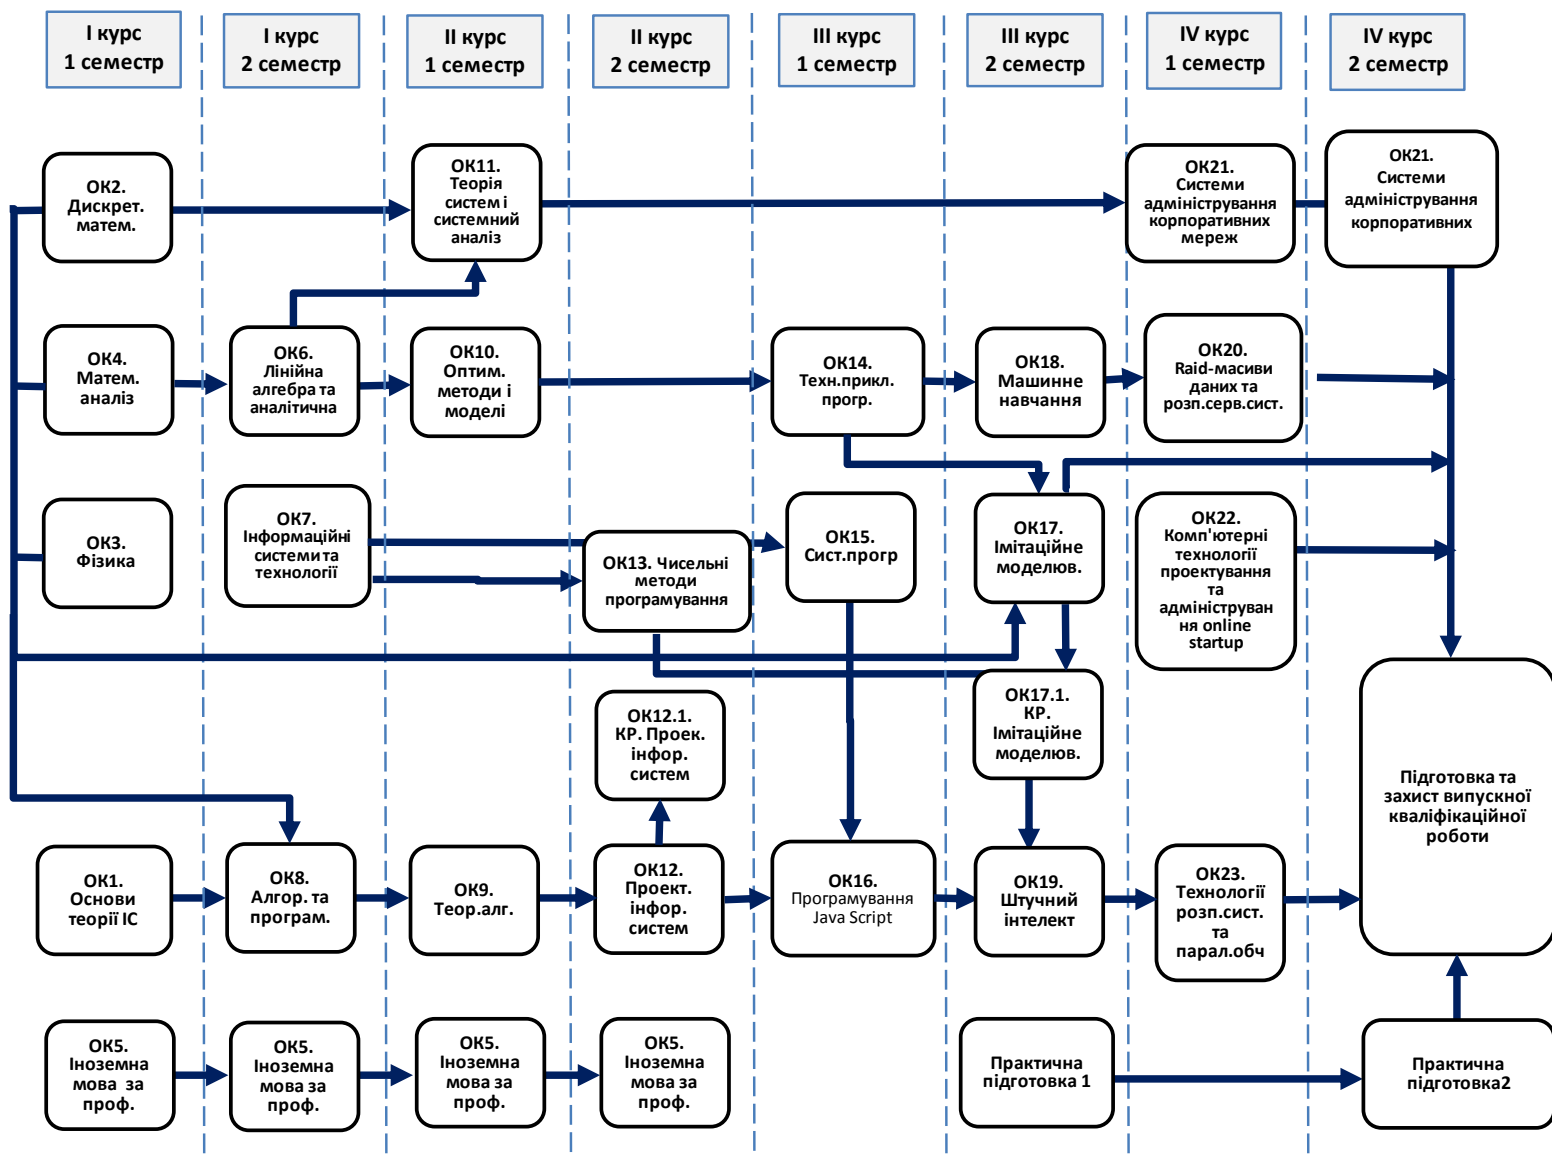 І курс
1 семестр
І курс
2 семестр
ІІ курс
1 семестр
ІІ курс
2 семестр
ІІІ курс
1 семестр
ІІІ курс
2 семестр
ІV курс
1 семестр
ІV курс
2 семестр
ОК2.
Дискрет.
матем.
ОК11.
Теорія
систем і
системний
аналіз
ОК21.
Системи
адміністрування
корпоративних
мереж
ОК21.
Системи
адміністрування
корпоративних
ОК4.
Матем.
аналіз
ОК6.
Лінійна
алгебра та
аналітична
ОК10.
Оптим.
методи і
моделі
ОК14.
Техн.прикл.
прогр.
ОК18.
Машинне
навчання
ОК20.
Raid-масиви
даних та
розп.серв.сист.
ОК3.
Фізика
ОК7.
Інформаційні
системи та
технології
ОК13. Чисельні
методи
програмування
ОК15.
Сист.прогр
ОК17.
Імітаційне
моделюв.
ОК22.
Комп'ютерні
технології
проектування
та
адмініструван
ня online
startup
ОК12.1.
КР. Проек.
інфор.
систем
ОК17.1.
КР.
Імітаційне
моделюв.
Підготовка та
захист випускної
кваліфікаційної
роботи
ОК1.
Основи
теорії ІС
ОК8.
Алгор. та
програм.
ОК9.
Теор.алг.
ОК12.
Проект.
інфор.
систем
ОК16.
Програмування
Java Script
ОК19.
Штучний
інтелект
ОК23.
Технології
розп.сист.
та
парал.обч
ОК5.
Іноземна
мова за
проф.
ОК5.
Іноземна
мова за
проф.
ОК5.
Іноземна
мова за
проф.
ОК5.
Іноземна
мова за
проф.
Практична
підготовка 1
Практична
підготовка2